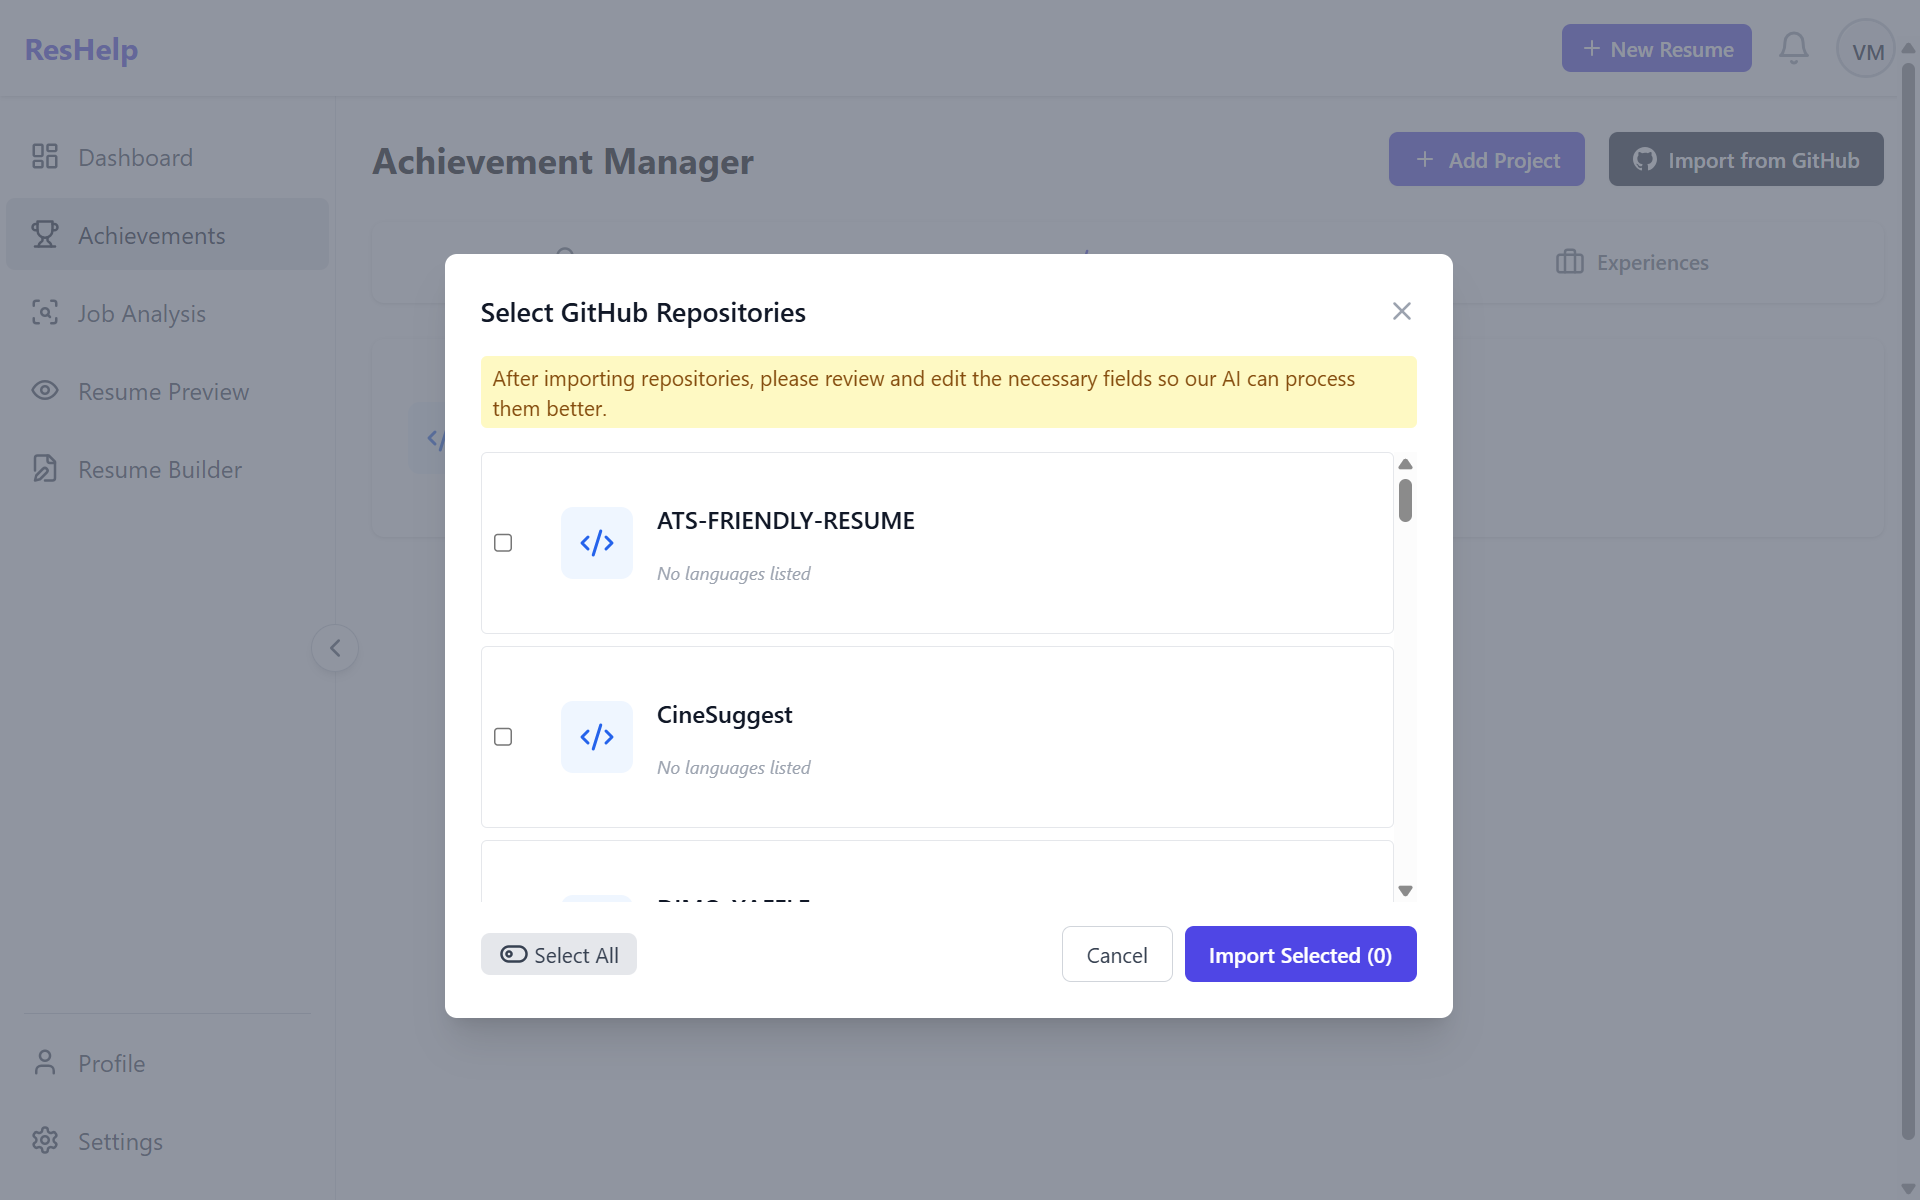 ResHelp
New Resume
VM
Dashboard
Achievements
Job Analysis
Resume Preview
Resume Builder
Profile
Settings
Achievement Manager
Add Project
Import from GitHub
Experiences
Select GitHub Repositories
After importing repositories, please review and edit the necessary fields so our AI can process
them better.
ATS-FRIENDLY-RESUME
No languages listed
CineSuggest
No languages listed
Select All
Cancel
Import Selected (0)